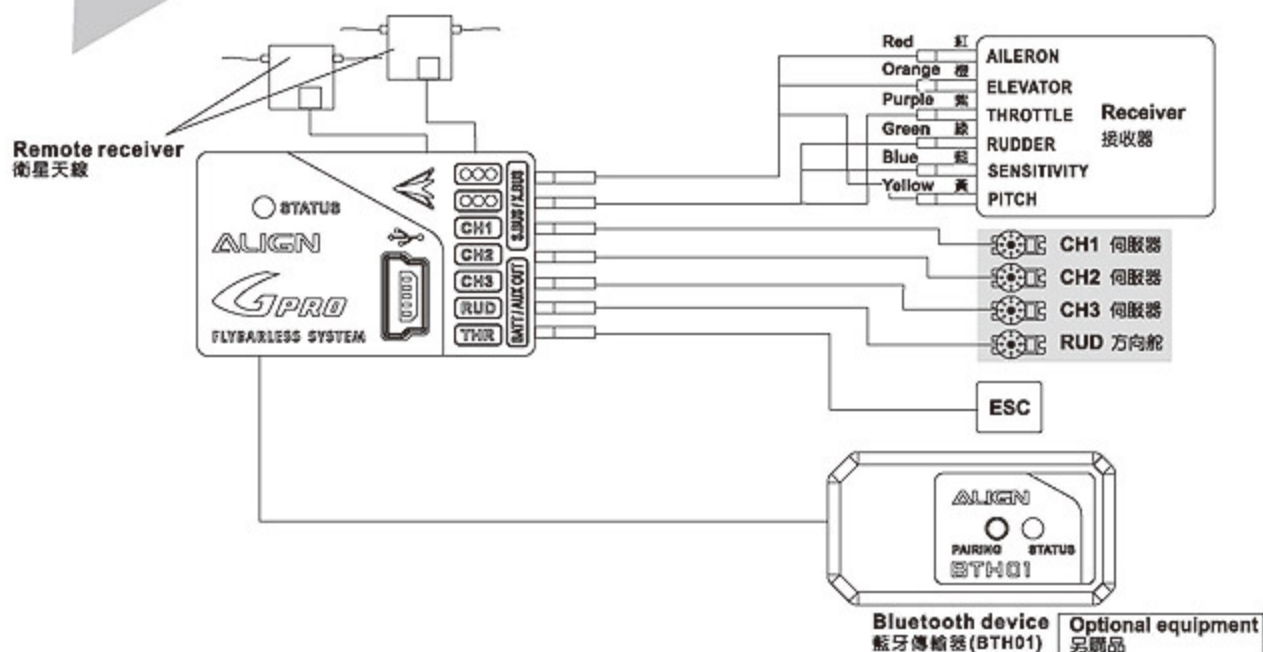 Remote receiver
衛星天線
STATUS
ALIGN
GPRO
FLYBARLESS SYSTEM
CH1
CH2
CH3
RUD
THR
S.BUS / X.BUS
BATT / AUX OUT
Red 紅
Orange 橙
Purple 紫
Green 綠
Blue 藍
Yellow 黃
AILERON
ELEVATOR
THROTTLE
RUDDER
SENSITIVITY
PITCH
Receiver
接收器
CH1 伺服器
CH2 伺服器
CH3 伺服器
RUD 方向舵
ESC
ALIGN
PAIRING STATUS
BTH01
Bluetooth device
藍牙傳輸器(BTH01)
Optional equipment
另購品